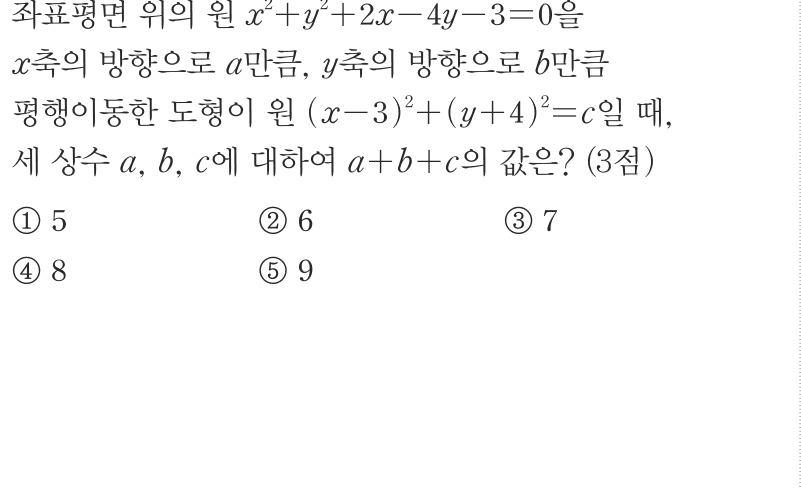 좌표평면 위의 원 x²+y²+2x−4y−3=0을
x축의 방향으로 a만큼, y축의 방향으로 b만큼
평행이동한 도형이 원 (x−3)²+(y+4)²=c일 때,
세 상수 a, b, c에 대하여 a+b+c의 값은? (3점)
① 5 ② 6 ③ 7
④ 8 ⑤ 9